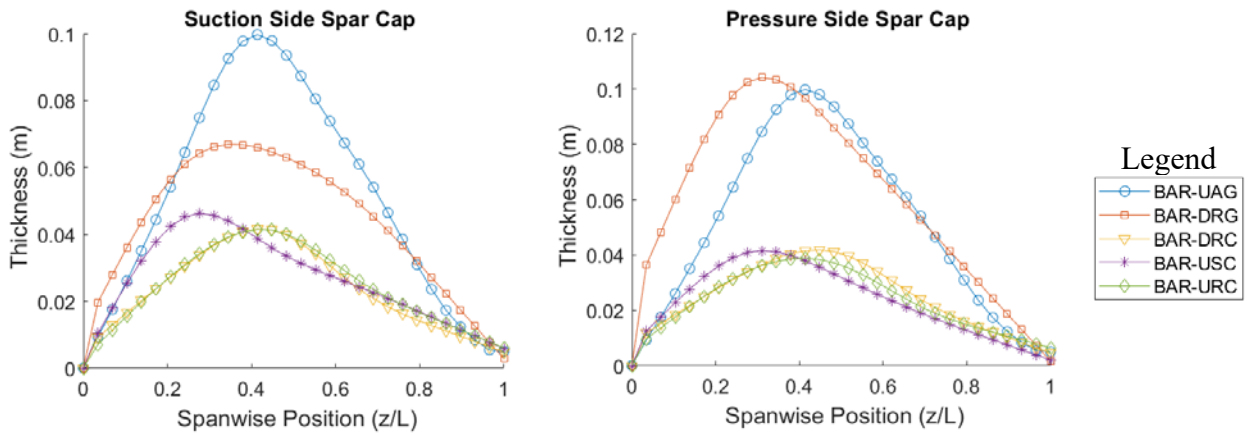 Suction Side Spar Cap
0.1
0.08
0.06
0.04
0.02
0
Thickness (m)
0
0.2
0.4
0.6
0.8
1
Spanwise Position (z/L)
Pressure Side Spar Cap
0.12
0.1
0.08
0.06
0.04
0.02
0
Thickness (m)
0
0.2
0.4
0.6
0.8
1
Spanwise Position (z/L)
Legend
BAR-UAG
BAR-DRG
BAR-DRC
BAR-USC
BAR-URC